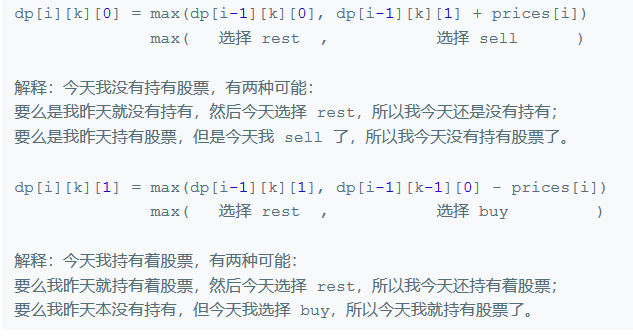 dp[i][k][0] = max(dp[i-1][k][0], dp[i-1][k][1] + prices[i])
max( 选择 rest , 选择 sell )
解释：今天我没有持有股票，有两种可能：
要么是我昨天就没有持有，然后今天选择 rest，所以我今天还是没有持有；
要么是我昨天持有股票，但是今天我 sell 了，所以我今天没有持有股票了。
dp[i][k][1] = max(dp[i-1][k][1], dp[i-1][k-1][0] - prices[i])
max( 选择 rest , 选择 buy )
解释：今天我持有着股票，有两种可能：
要么我昨天就持有着股票，然后今天选择 rest，所以我今天还持有着股票；
要么我昨天本没有持有，但今天我选择 buy，所以今天我就持有股票了。